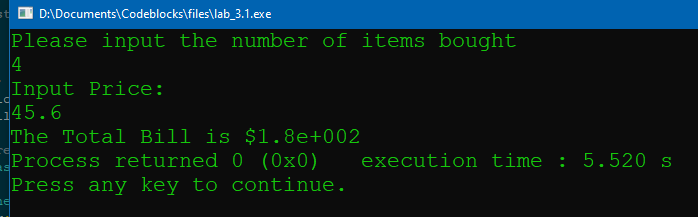 D:\Documents\Codeblocks\files\lab_3.1.exe
Please input the number of items bought
4
Input Price:
45.6
The Total Bill is $1.8e+002
Process returned 0 (0x0)   execution time : 5.520 s
Press any key to continue.